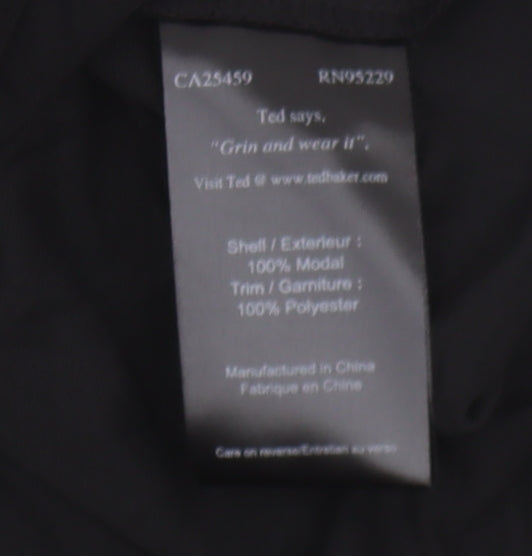 CA25459 RN95229
Ted says,
"Grin and wear it".
Visit Ted @ www.tedbaker.com
Shell / Exterieur :
100% Modal
Trim / Garniture :
100% Polyester
Manufactured in China
Fabrique en Chine
Care on reverse/Entretien au verso